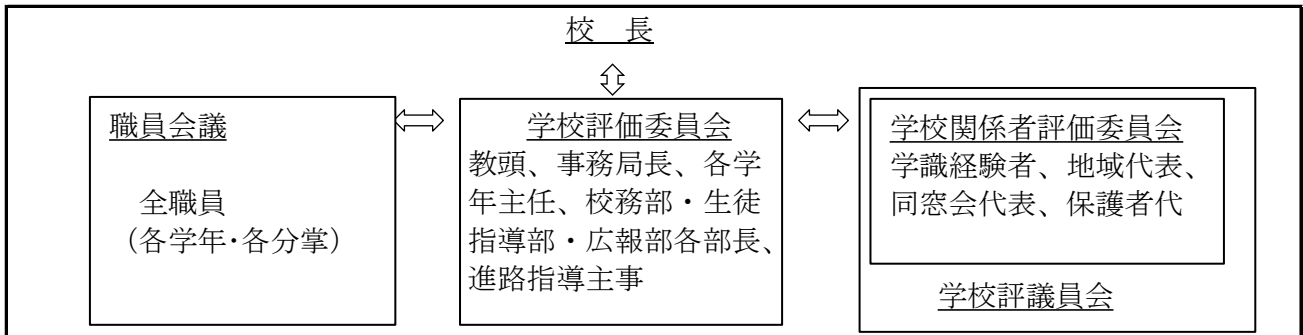 校　長
職員会議
全職員
（各学年･各分掌）
学校評価委員会
教頭、事務局長、各学
年主任、校務部・生徒
指導部・広報部各部長、
進路指導主事
学校関係者評価委員会
学識経験者、地域代表、
同窓会代表、保護者代
学校評議員会